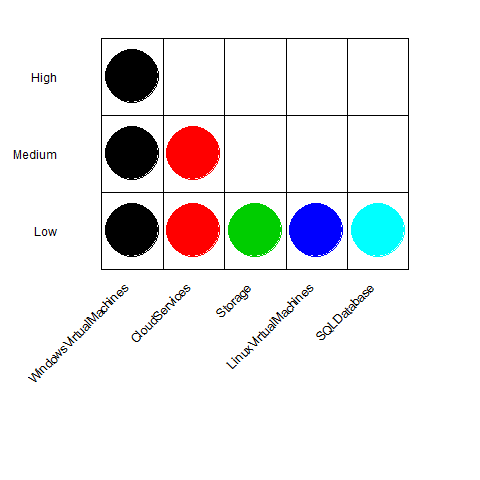 High
Medium
Low
WindowsVirtualMachines
CloudServices
Storage
LinuxVirtualMachines
SQLDatabase